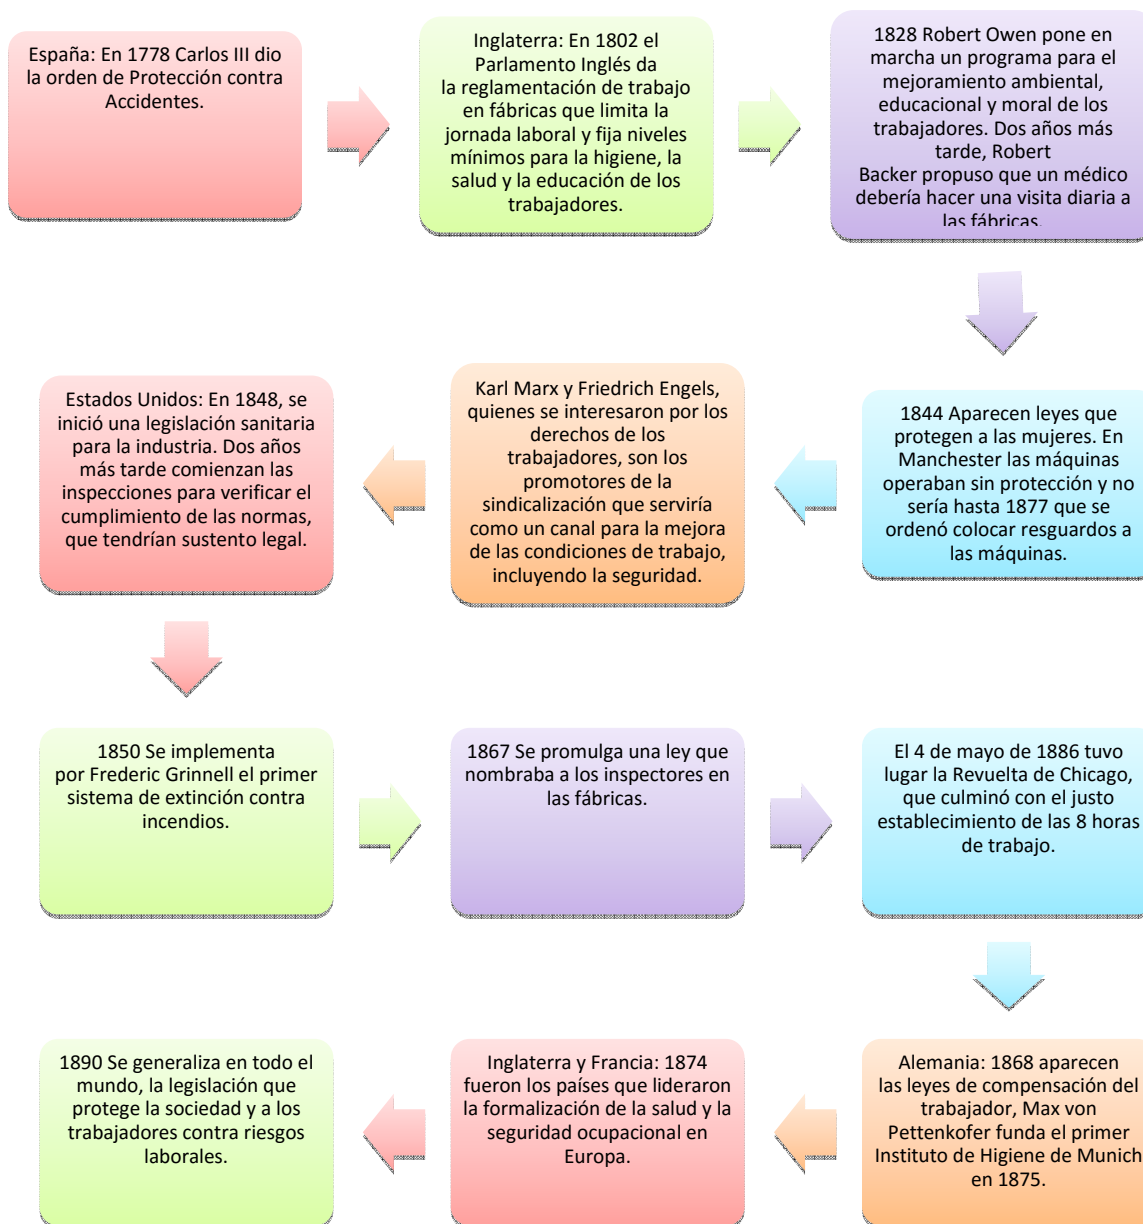 España: En 1778 Carlos III dio
la orden de Protección contra
Accidentes.
Inglaterra: En 1802 el
Parlamento Inglés da
la reglamentación de trabajo
en fábricas que limita la
jornada laboral y fija niveles
mínimos para la higiene, la
salud y la educación de los
trabajadores.
1828 Robert Owen pone en
marcha un programa para el
mejoramiento ambiental,
educacional y moral de los
trabajadores. Dos años más
tarde, Robert
Backer propuso que un médico
debería hacer una visita diaria a
las fábricas.
1844 Aparecen leyes que
protegen a las mujeres. En
Manchester las máquinas
operaban sin protección y no
sería hasta 1877 que se
ordenó colocar resguardos a
las máquinas.
Karl Marx y Friedrich Engels,
quienes se interesaron por los
derechos de los
trabajadores, son los
promotores de la
sindicalización que serviría
como un canal para la mejora
de las condiciones de trabajo,
incluyendo la seguridad.
Estados Unidos: En 1848, se
inició una legislación sanitaria
para la industria. Dos años
más tarde comienzan las
inspecciones para verificar el
cumplimiento de las normas,
que tendrían sustento legal.
1850 Se implementa
por Frederic Grinnell el primer
sistema de extinción contra
incendios.
1867 Se promulga una ley que
nombraba a los inspectores en
las fábricas.
El 4 de mayo de 1886 tuvo
lugar la Revuelta de Chicago,
que culminó con el justo
establecimiento de las 8 horas
de trabajo.
Alemania: 1868 aparecen
las leyes de compensación del
trabajador, Max von
Pettenkofer funda el primer
Instituto de Higiene de Munich
en 1875.
Inglaterra y Francia: 1874
fueron los países que lideraron
la formalización de la salud y la
seguridad ocupacional en
Europa.
1890 Se generaliza en todo el
mundo, la legislación que
protege la sociedad y a los
trabajadores contra riesgos
laborales.